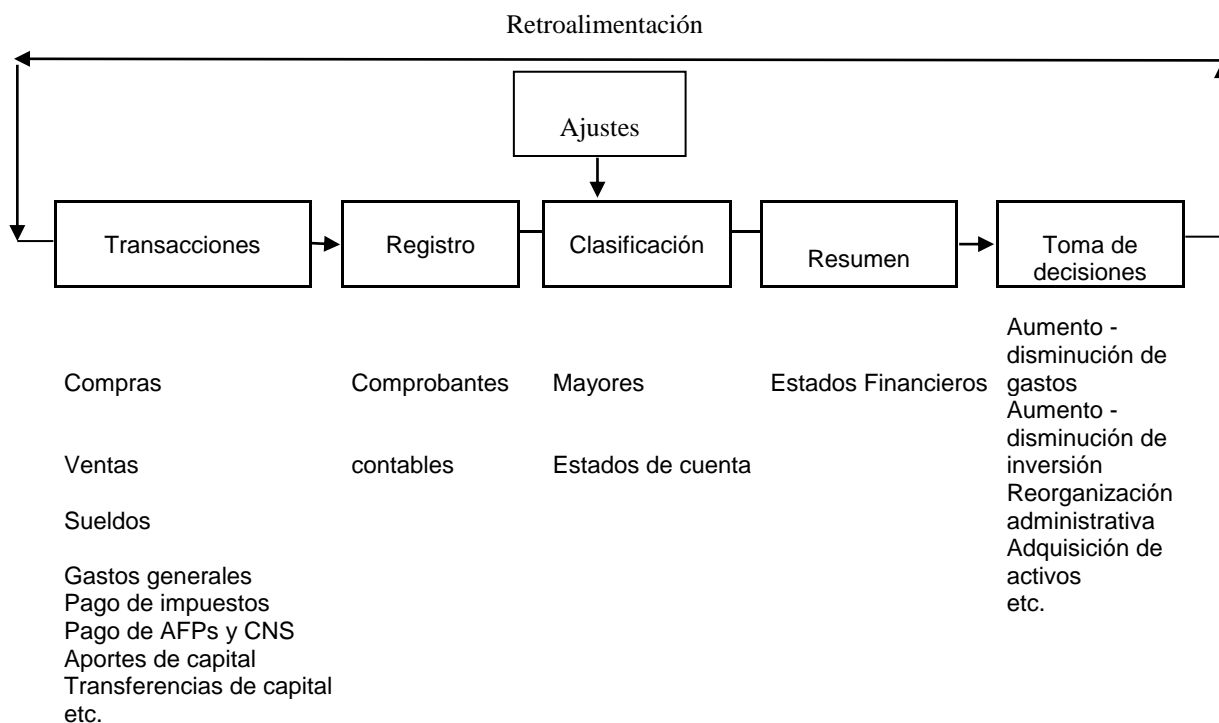 Retroalimentación
Ajustes
Transacciones
Registro
Clasificación
Resumen
Toma de
decisiones
Compras
Ventas
Sueldos
Gastos generales
Pago de impuestos
Pago de AFPs y CNS
Aportes de capital
Transferencias de capital
etc.
Comprobantes
contables
Mayores
Estados de cuenta
Estados Financieros
Aumento -
disminución de
gastos
Aumento -
disminución de
inversión
Reorganización
administrativa
Adquisición de
activos
etc.